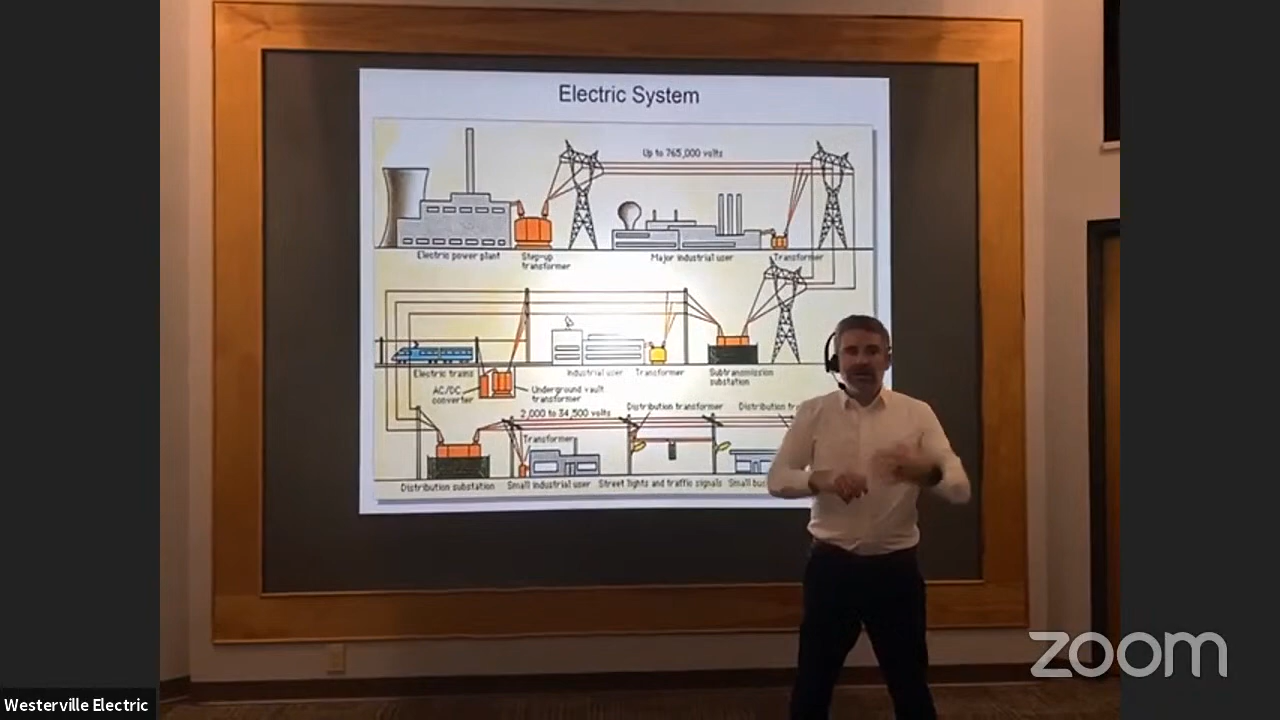 Electric System
Up to 765,000 volts
Electric power plant
Step-up
transformer
Major industrial user
Transformer
Electric trains
Industrial user
Transformer
Subtransmission
substation
AC/DC
converter
Underground vault
transformer
2,000 to 34,500 volts
Distribution transformer
Distribution
Transformer
Distribution substation
Small industrial user
Street lights and traffic signals
Small
zoom
Westerville Electric